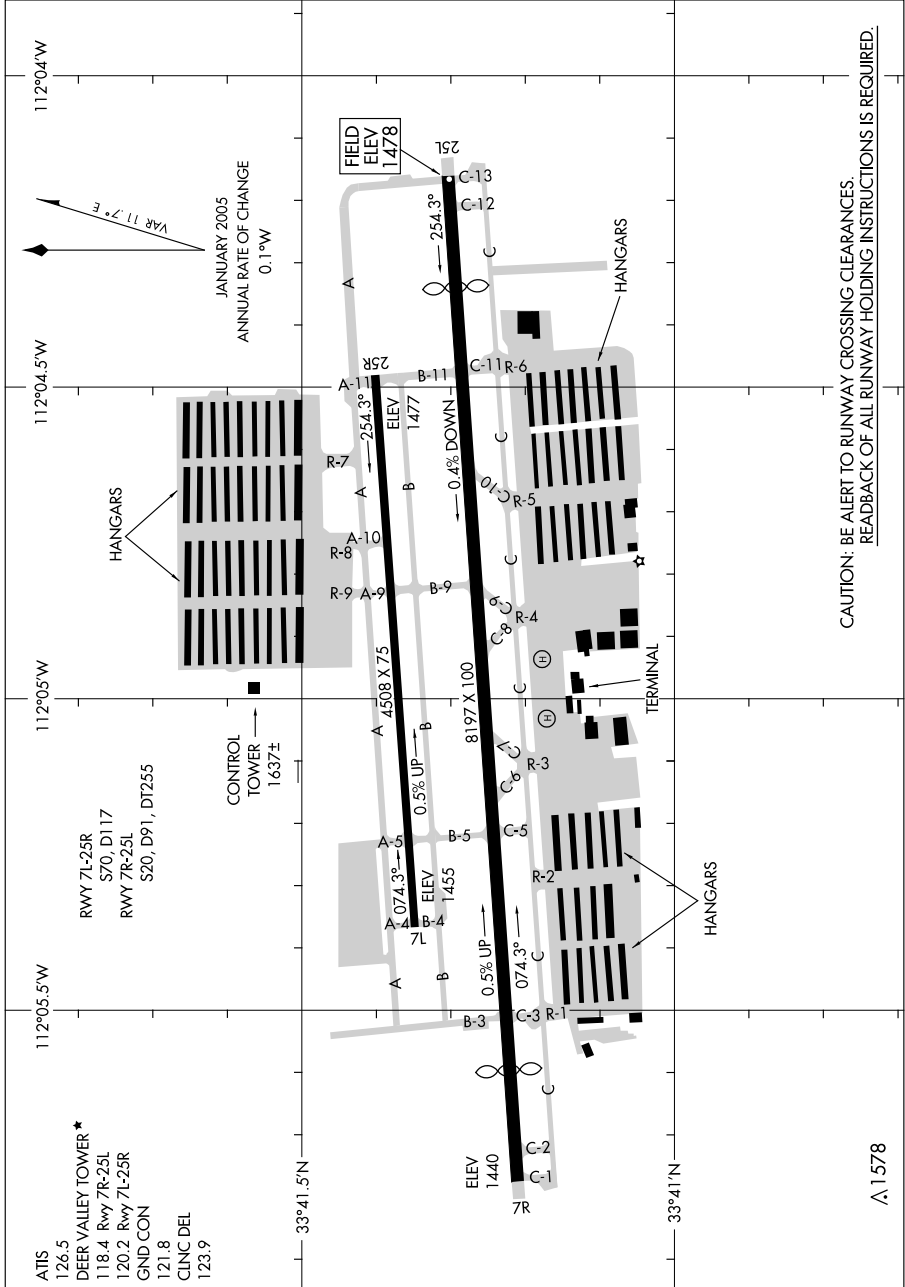 ATIS
126.5
DEER VALLEY TOWER★
118.4 Rwy 7R-25L
120.2 Rwy 7L-25R
GND CON
121.8
CLNC DEL
123.9
RWY 7L-25R
S70, D117
RWY 7R-25L
S20, D91, DT255
CONTROL
TOWER
1637±
HANGARS
VAR 11.7° E
JANUARY 2005
ANNUAL RATE OF CHANGE
0.1°W
112°05.5'W
112°05'W
112°04.5'W
112°04'W
33°41.5'N
33°41'N
FIELD
ELEV
1478
25L
C-13
C-12
254.3°
C
A
A-11
25R
254.3°
ELEV
1477
B-11
C-11
R-6
R-7
A
A-10
R-8
R-9
A-9
B
B-9
0.4% DOWN
C-10
R-5
C
C
C-9
C-8
R-4
4508 X 75
8197 X 100
A
B
0.5% UP
H
H
C
C-7
C-6
R-3
A-5
B-5
C-5
074.3°
ELEV
1455
A-4
B-4
7L
A
B
R-2
0.5% UP
074.3°
C
B-3
C-3
R-1
C
ELEV
1440
C-2
C-1
7R
HANGARS
TERMINAL
HANGARS
1578
CAUTION: BE ALERT TO RUNWAY CROSSING CLEARANCES.
READBACK OF ALL RUNWAY HOLDING INSTRUCTIONS IS REQUIRED.